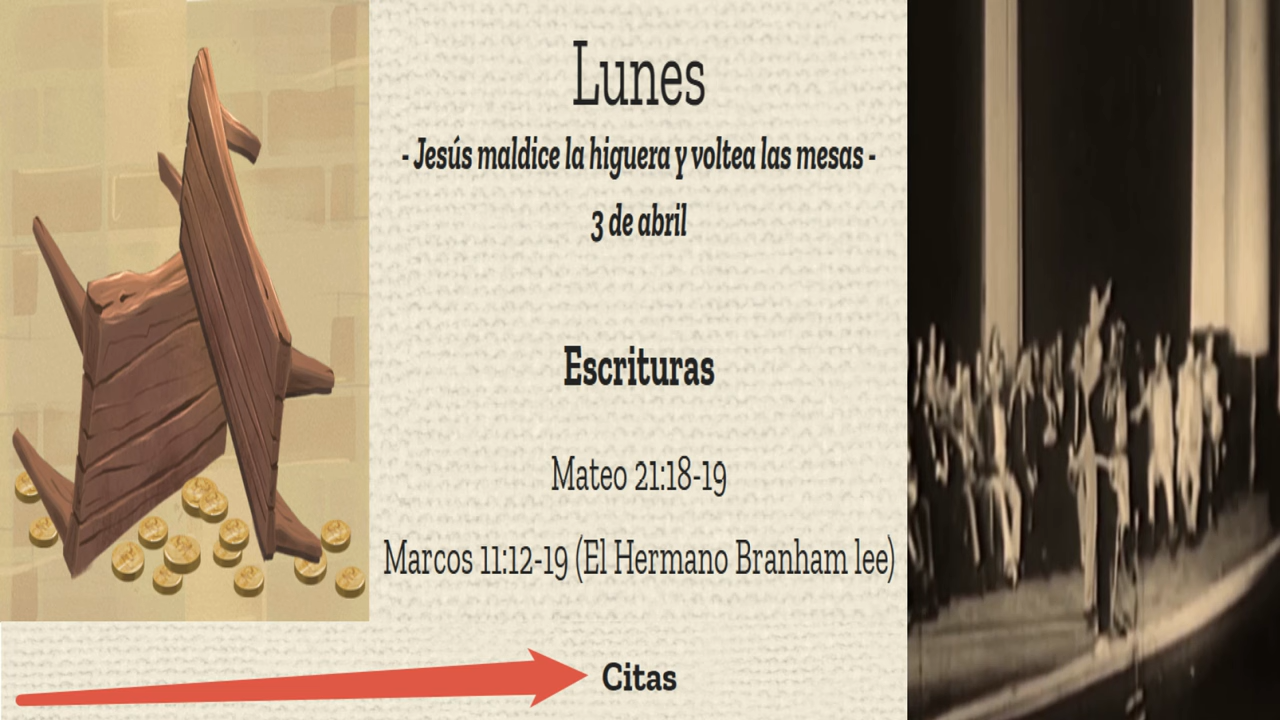 Lunes
- Jesús maldice la higuera y voltea las mesas -
3 de abril
Escrituras
Mateo 21:18-19
Marcos 11:12-19 (El Hermano Branham lee)
Citas